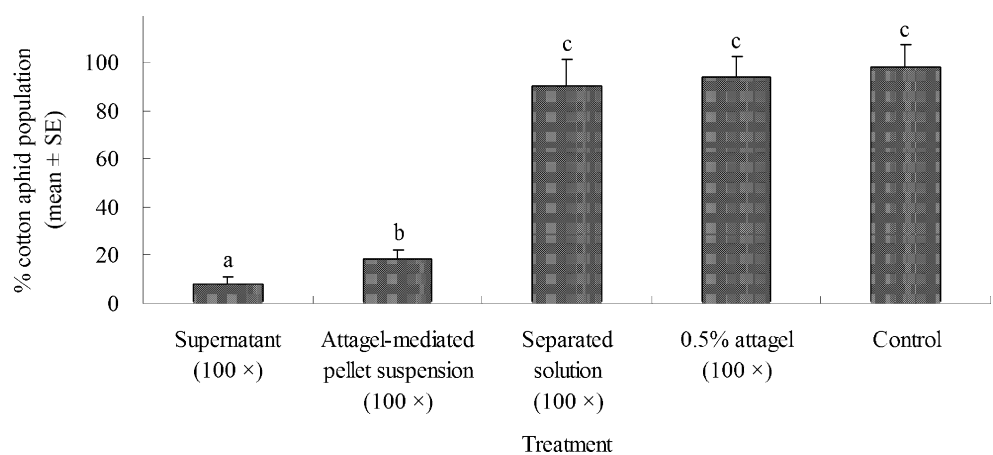 % cotton aphid population
(mean ± SE)
100
80
60
40
20
0
a
b
c
c
c
Supernatant
(100 ×)
Attagel-mediated
pellet suspension
(100 ×)
Separated
solution
(100 ×)
0.5% attagel
(100 ×)
Control
Treatment